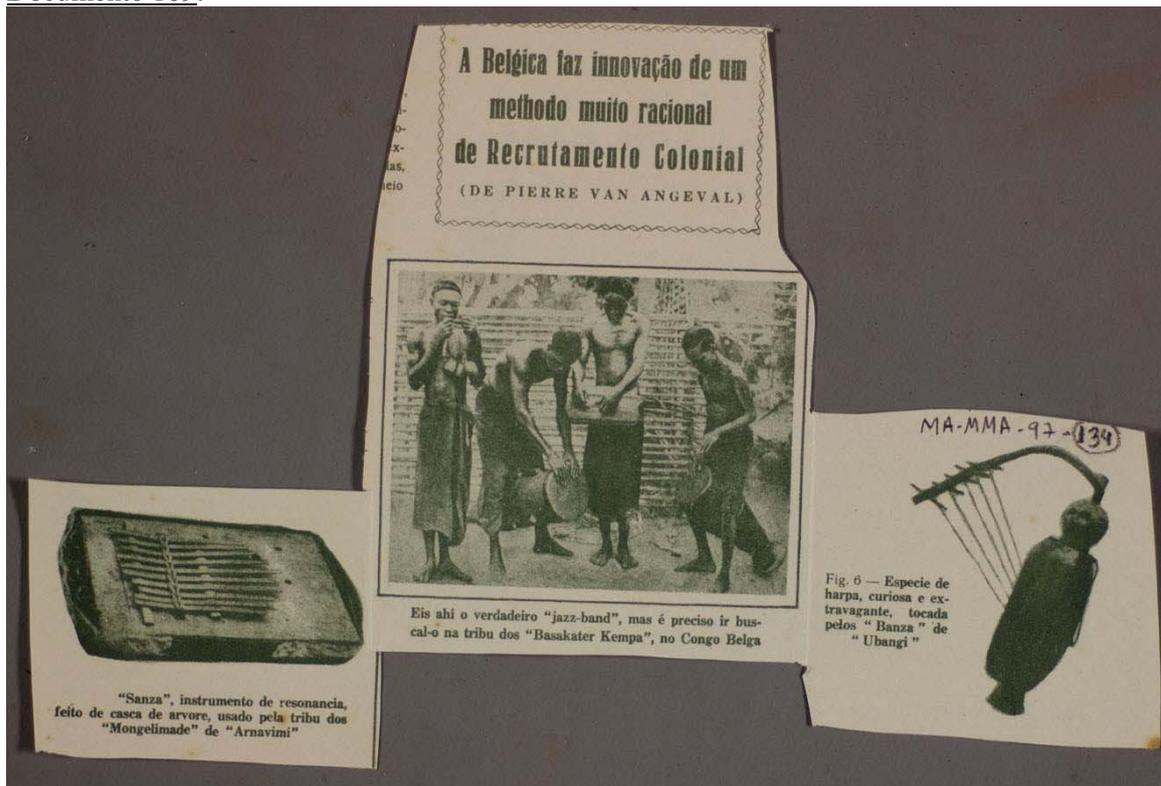 A Belgica faz innovação de um
methodo muito racional
de Recrutamento Colonial
(DE PIERRE VAN ANGEVAL)
o-
x-
as,
eio
MA-MMA-97-134
Eis ahi o verdadeiro "jazz-band", mas é preciso ir bus-
cal-o na tribu dos "Basakater Kempa", no Congo Belga
Fig. 6 — Especie de
harpa, curiosa e ex-
travagante, tocada
pelos "Banza" de
"Ubangi"
"Sanza", instrumento de resonancia,
feito de casca de arvore, usado pela tribu dos
"Mongelimade" de "Arnavimi"